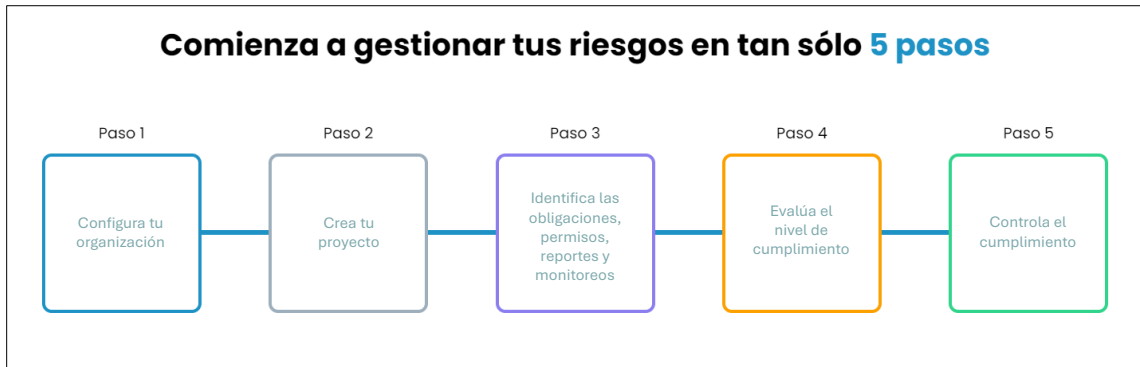 Comienza a gestionar tus riesgos en tan sólo 5 pasos
Paso 1
Configura tu
organización
Paso 2
Crea tu
proyecto
Paso 3
Identifica las
obligaciones,
permisos,
reportes y
monitoreos
Paso 4
Evalúa el
nivel de
cumplimiento
Paso 5
Controla el
cumplimiento